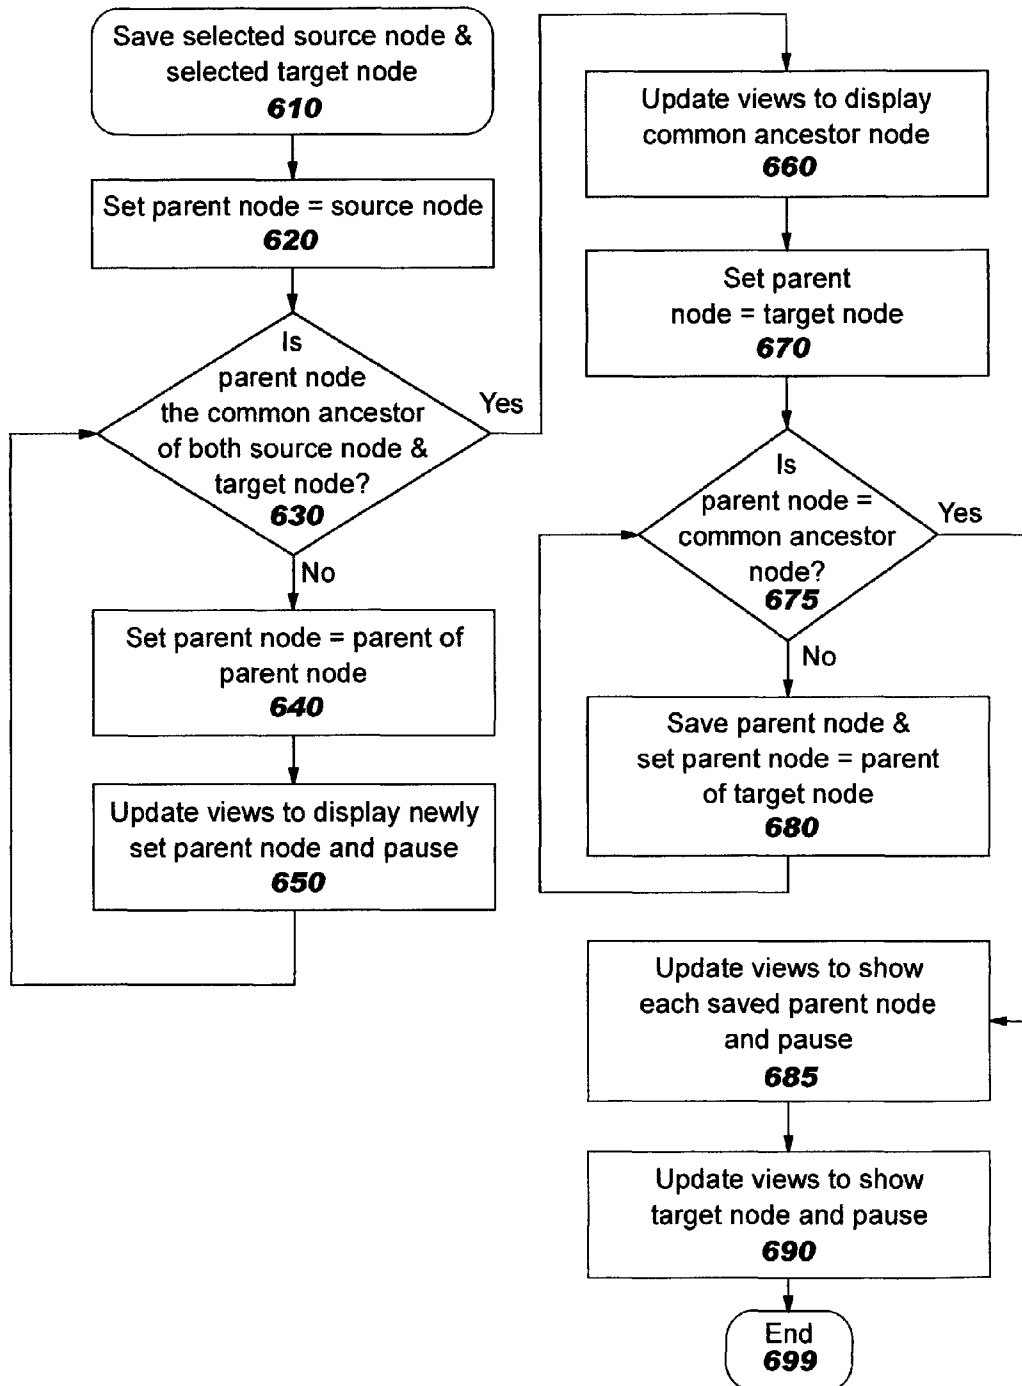 Save selected source node &
selected target node
610
Set parent node = source node
620
Is
parent node
the common ancestor
of both source node &
target node?
630
Yes
No
Set parent node = parent of
parent node
640
Update views to display newly
set parent node and pause
650
Update views to display
common ancestor node
660
Set parent
node = target node
670
Is
parent node =
common ancestor
node?
675
Yes
No
Save parent node &
set parent node = parent
of target node
680
Update views to show
each saved parent node
and pause
685
Update views to show
target node and pause
690
End
699